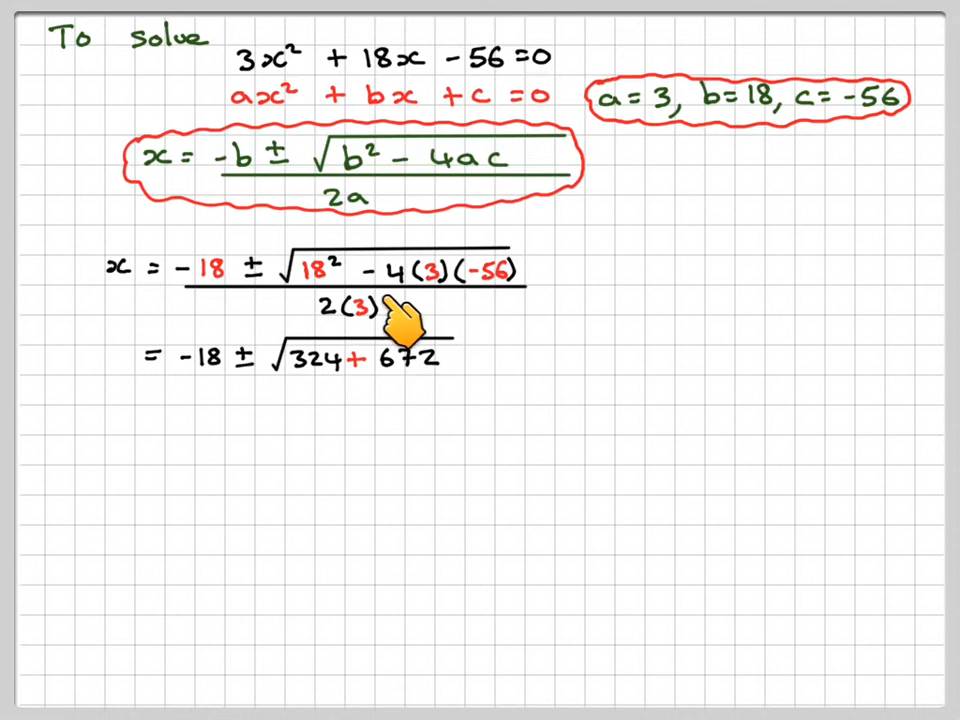 To solve
3x² + 18x - 56 = 0
ax² + bx + c = 0
a = 3, b = 18, c = -56
x = -b ± √b² - 4ac
2a
x = -18 ± √18² - 4(3)(-56)
2(3)
= -18 ± √324 + 672